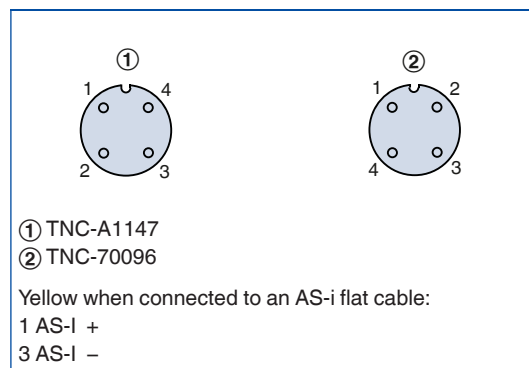 ① ②
1 4 1 2
2 3 4 3
① TNC-A1147
② TNC-70096
Yellow when connected to an AS-i flat cable:
1 AS-I +
3 AS-I –